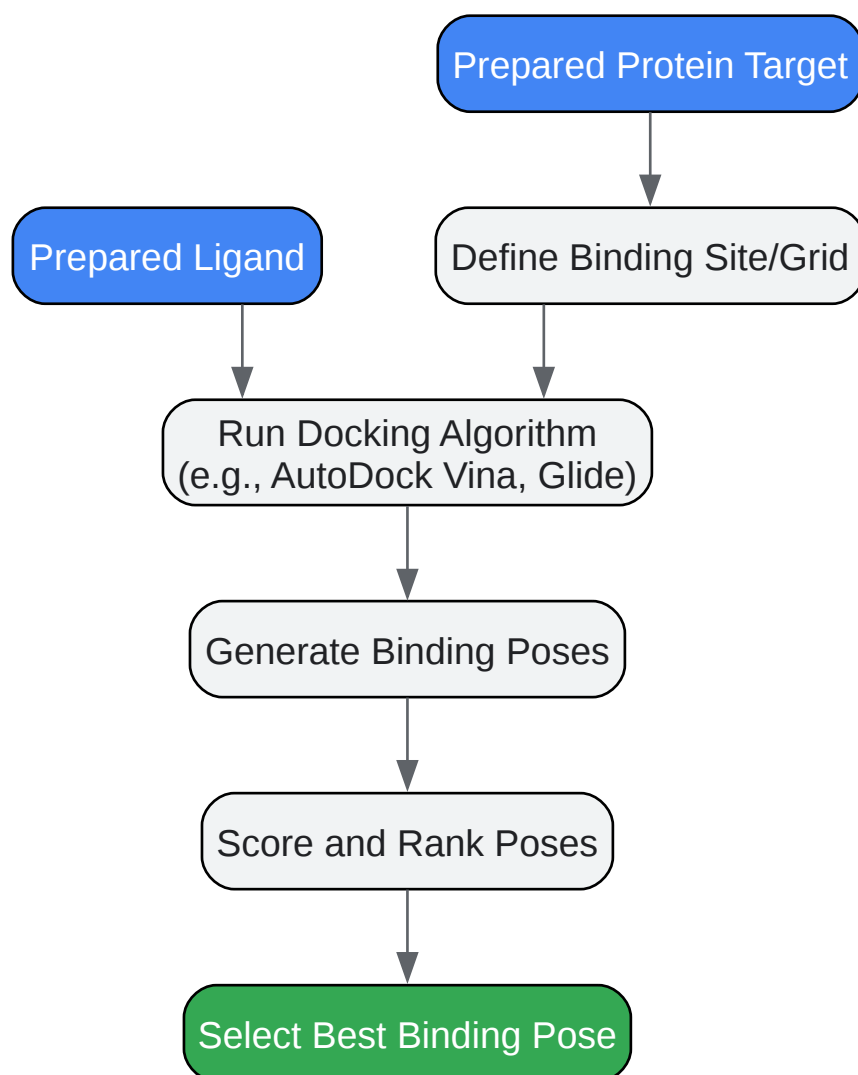 Prepared Protein Target
Prepared Ligand
Define Binding Site/Grid
Run Docking Algorithm
(e.g., AutoDock Vina, Glide)
Generate Binding Poses
Score and Rank Poses
Select Best Binding Pose